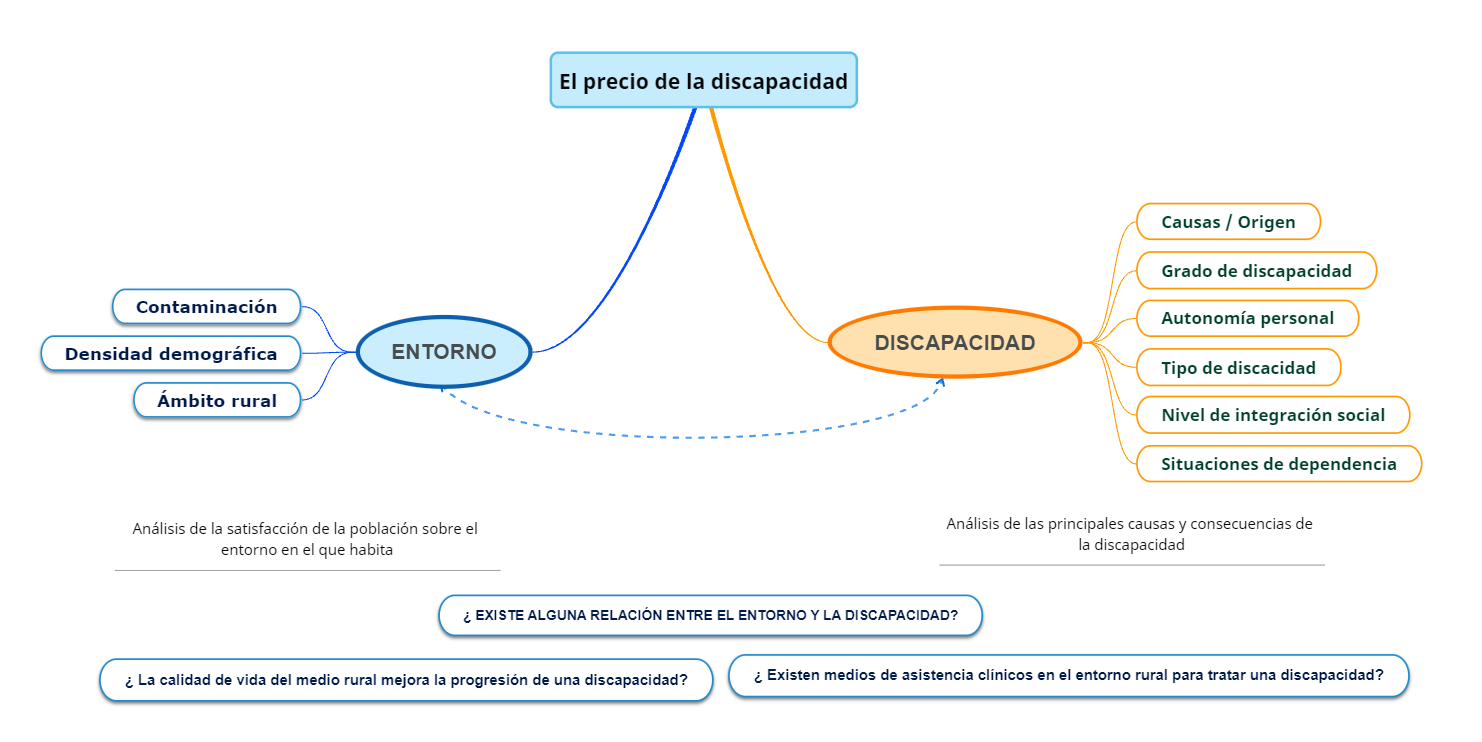 El precio de la discapacidad
Contaminación
Densidad demográfica
Ámbito rural
ENTORNO
DISCAPACIDAD
Causas / Origen
Grado de discapacidad
Autonomía personal
Tipo de discacidad
Nivel de integración social
Situaciones de dependencia
Análisis de la satisfacción de la población sobre el
entorno en el que habita
Análisis de las principales causas y consecuencias de
la discapacidad
¿ EXISTE ALGUNA RELACIÓN ENTRE EL ENTORNO Y LA DISCAPACIDAD?
¿ La calidad de vida del medio rural mejora la progresión de una discapacidad?
¿ Existen medios de asistencia clínicos en el entorno rural para tratar una discapacidad?